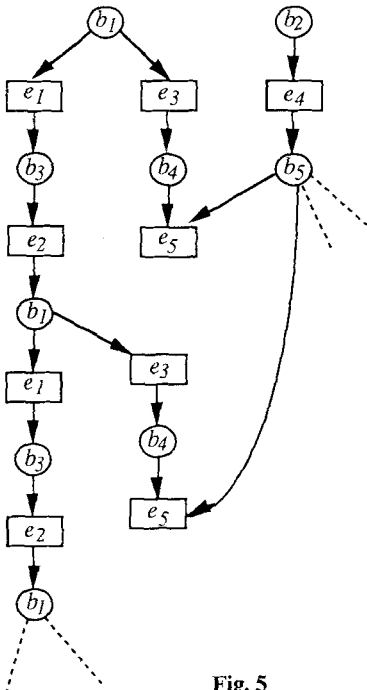 b1 b2
e1 e3 e4
b3 b4 b5
e2 e5
b1
e1 e3
b3 b4
e2 e5
b1
Fig. 5